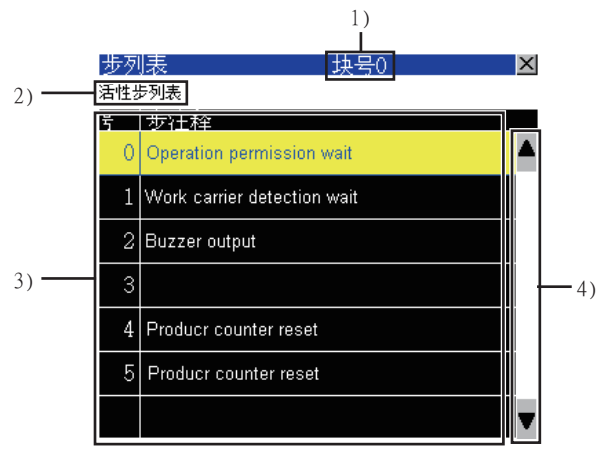 1)
步列表 块号0
2) 活性步列表
号 步注释
0 Operation permission wait
1 Work carrier detection wait
2 Buzzer output
3) 3
4)
4 Producr counter reset
5 Producr counter reset